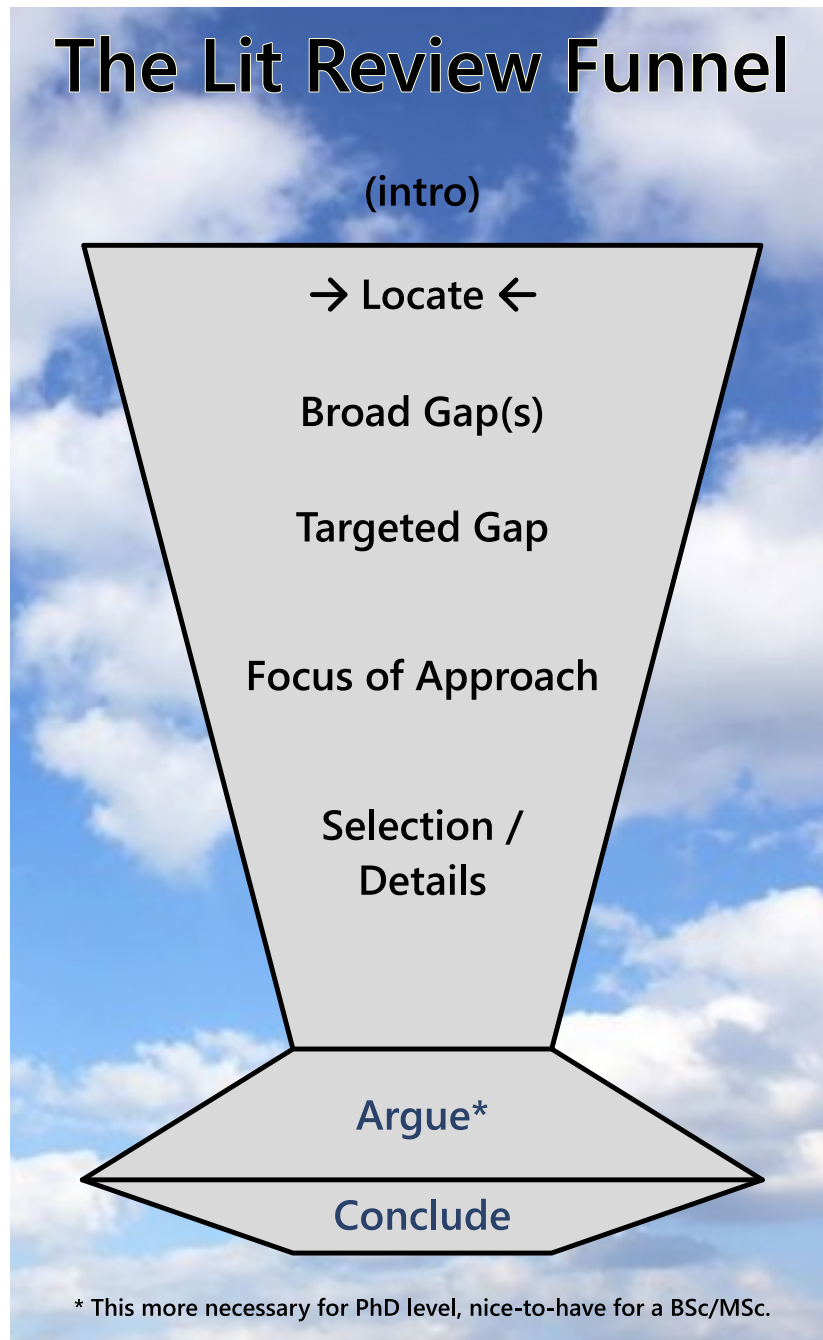 The Lit Review Funnel
(intro)
→ Locate ←
Broad Gap(s)
Targeted Gap
Focus of Approach
Selection /
Details
Argue*
Conclude
* This more necessary for PhD level, nice-to-have for a BSc/MSc.